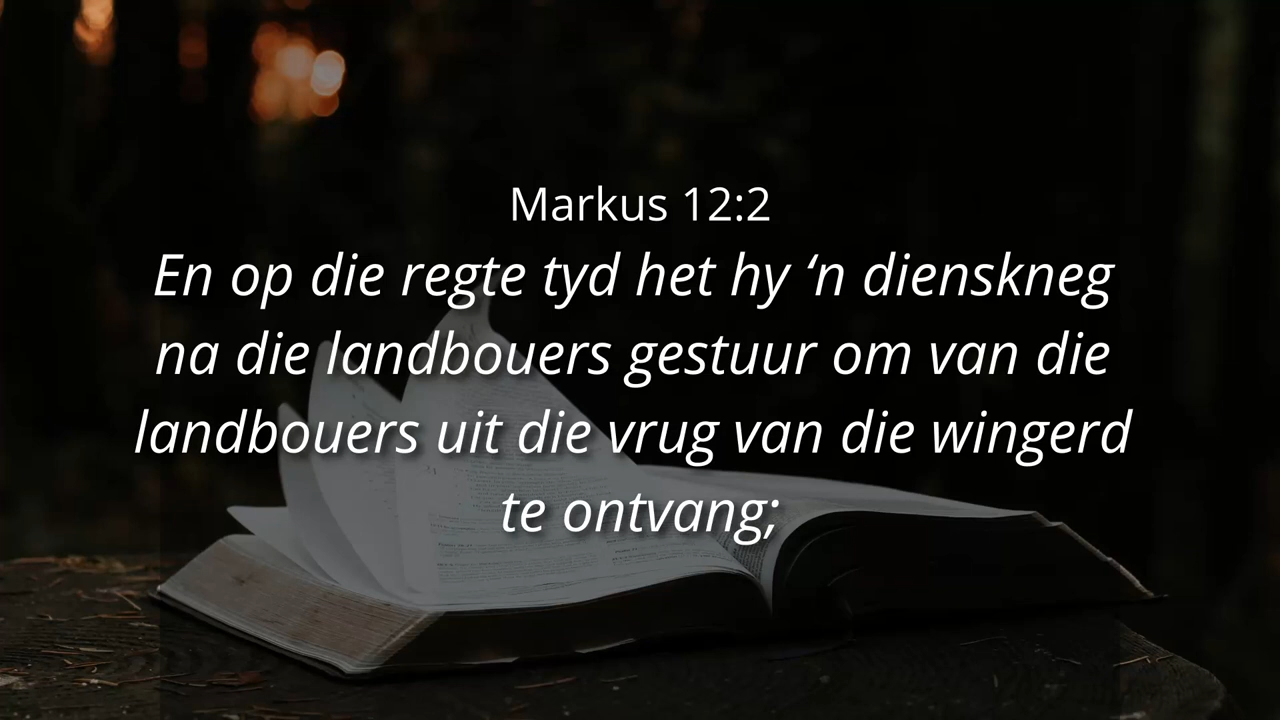 Markus 12:2
En op die regte tyd het hy ‘n dienskneg
na die landbouers gestuur om van die
landbouers uit die vrug van die wingerd
te ontvang;